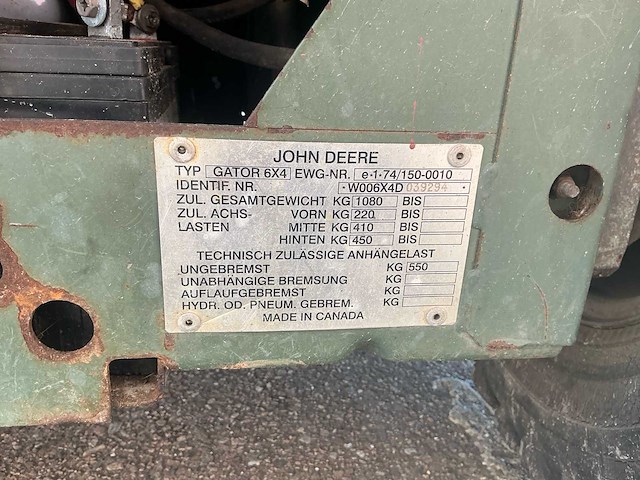 JOHN DEERE
TYP GATOR 6X4 EWG-NR. e·1·74/150-0010
IDENTIF. NR. ·W006X4D039294·
ZUL. GESAMTGEWICHT KG 1080 BIS
ZUL. ACHS- VORN KG 220 BIS
LASTEN MITTE KG 410 BIS
HINTEN KG 450 BIS
TECHNISCH ZULÄSSIGE ANHÄNGELAST
UNGEBREMST KG 550
UNABHÄNGIGE BREMSUNG KG
AUFLAUFGEBREMST KG
HYDR. OD. PNEUM. GEBREM. KG
MADE IN CANADA